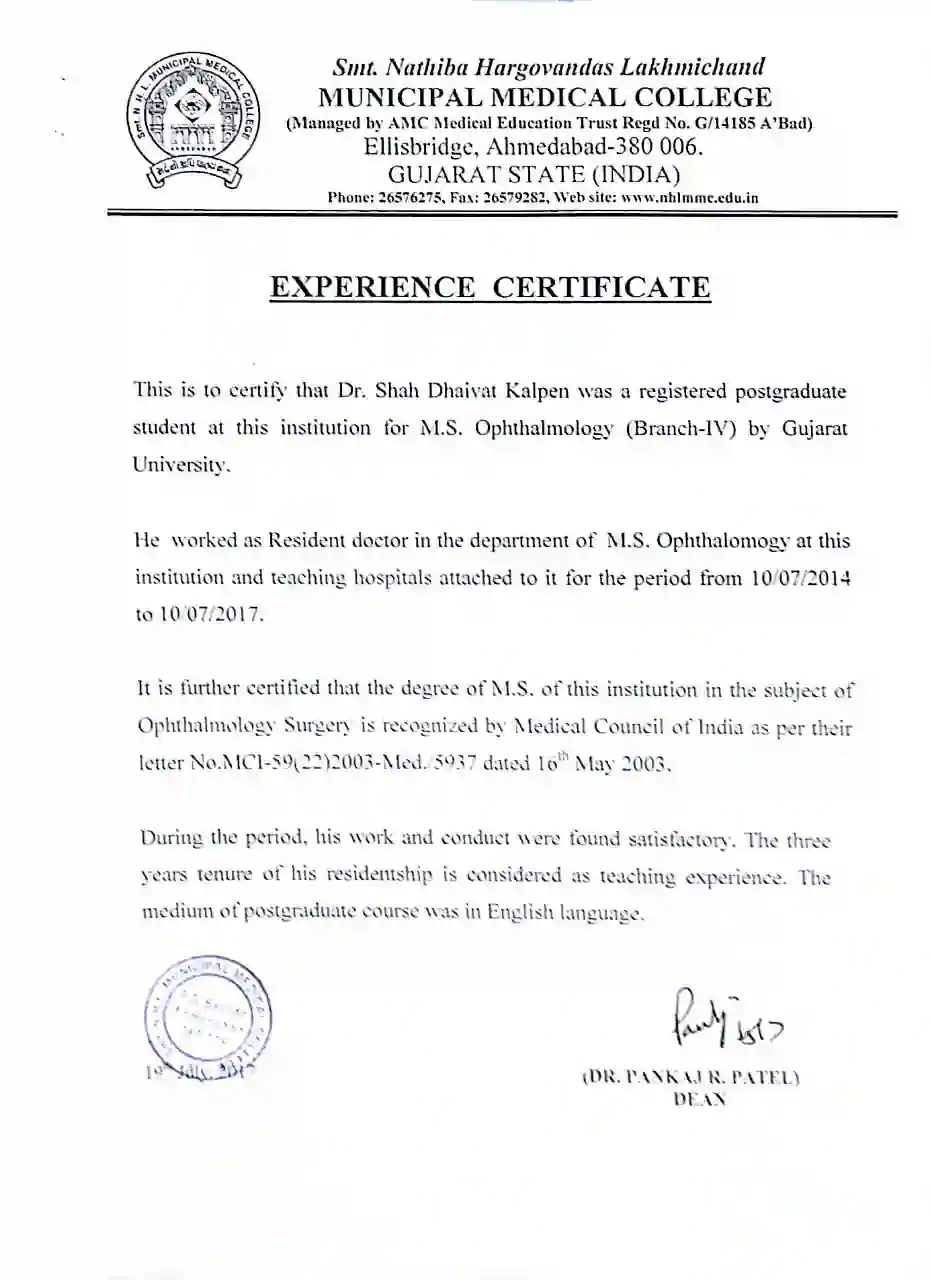 Smt. N. H. L. MUNICIPAL MEDICAL COLLEGE
Smt. Nathiba Hargovandas Lakhmichand
MUNICIPAL MEDICAL COLLEGE
(Managed by AMC Medical Education Trust Regd No. G/14185 A'Bad)
Ellisbridge, Ahmedabad-380 006.
GUJARAT STATE (INDIA)
Phone: 26576275, Fax: 26579282, Web site: www.nhlmmc.edu.in
EXPERIENCE CERTIFICATE
This is to certify that Dr. Shah Dhaivat Kalpen was a registered postgraduate
student at this institution for M.S. Ophthalmology (Branch-IV) by Gujarat
University.
He worked as Resident doctor in the department of M.S. Ophthalomogy at this
institution and teaching hospitals attached to it for the period from 10/07/2014
to 10/07/2017.
It is further certified that the degree of M.S. of this institution in the subject of
Ophthalmology Surgery is recognized by Medical Council of India as per their
letter No.MCI-59(22)2003-Med./5937 dated 16th May 2003.
During the period, his work and conduct were found satisfactory. The three
years tenure of his residentship is considered as teaching experience. The
medium of postgraduate course was in English language.
MUNICIPAL MEDICAL COLLEGE
19th July, 2017
(DR. PANKAJ R. PATEL)
DEAN